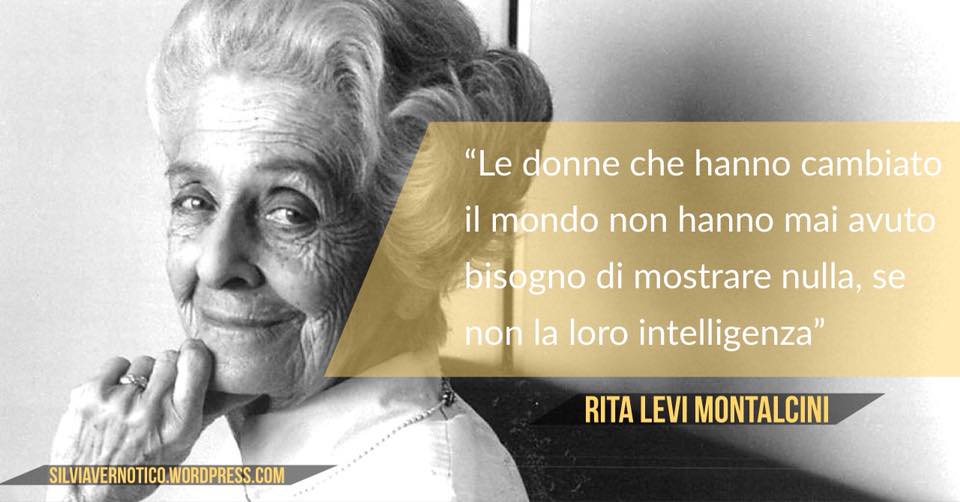 “Le donne che hanno cambiato
il mondo non hanno mai avuto
bisogno di mostrare nulla, se
non la loro intelligenza”
RITA LEVI MONTALCINI
SILVIAVERNOTICO.WORDPRESS.COM